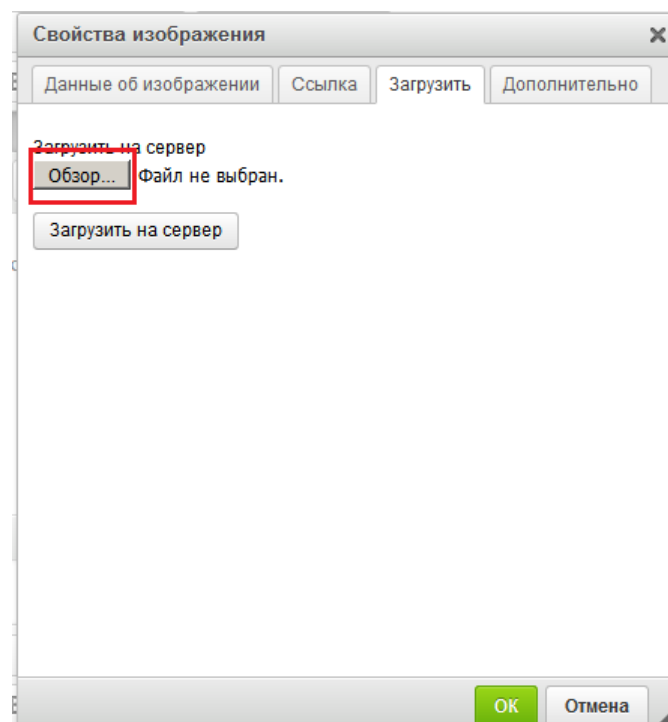 Свойства изображения
Данные об изображении Ссылка Загрузить Дополнительно
Загрузить на сервер
Обзор... Файл не выбран.
Загрузить на сервер
ОК Отмена